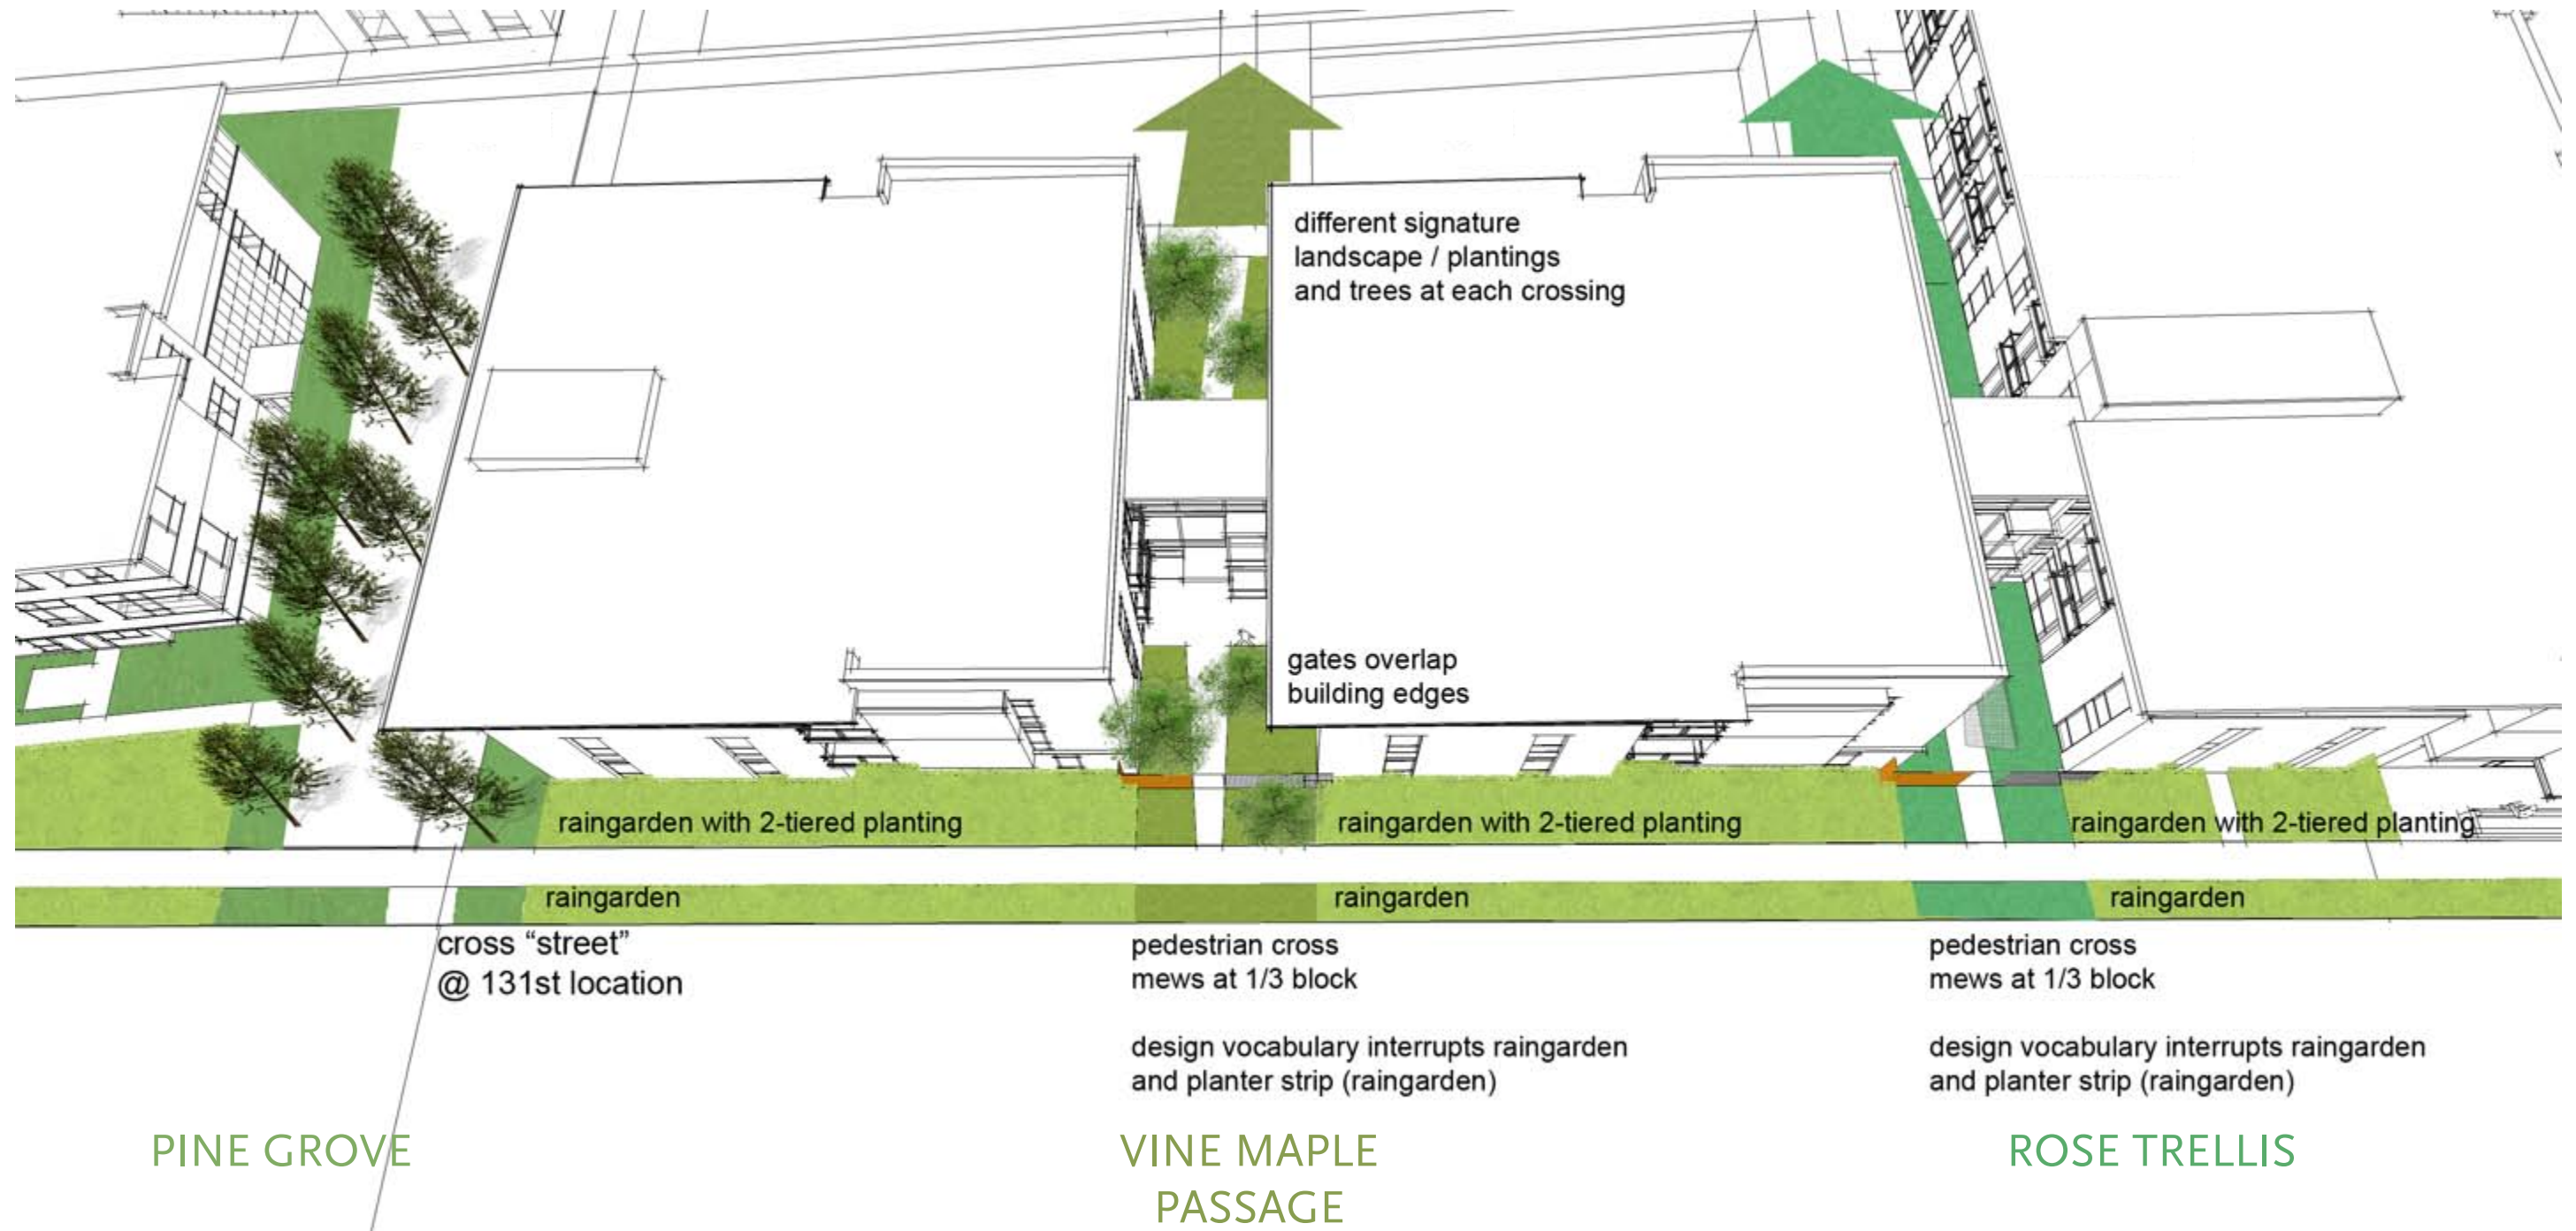 different signature
landscape / plantings
and trees at each crossing
gates overlap
building edges
raingarden with 2-tiered planting
raingarden with 2-tiered planting
raingarden with 2-tiered planting
raingarden
raingarden
raingarden
cross “street”
@ 131st location
pedestrian cross
mews at 1/3 block
design vocabulary interrupts raingarden
and planter strip (raingarden)
pedestrian cross
mews at 1/3 block
design vocabulary interrupts raingarden
and planter strip (raingarden)
PINE GROVE
VINE MAPLE
PASSAGE
ROSE TRELLIS